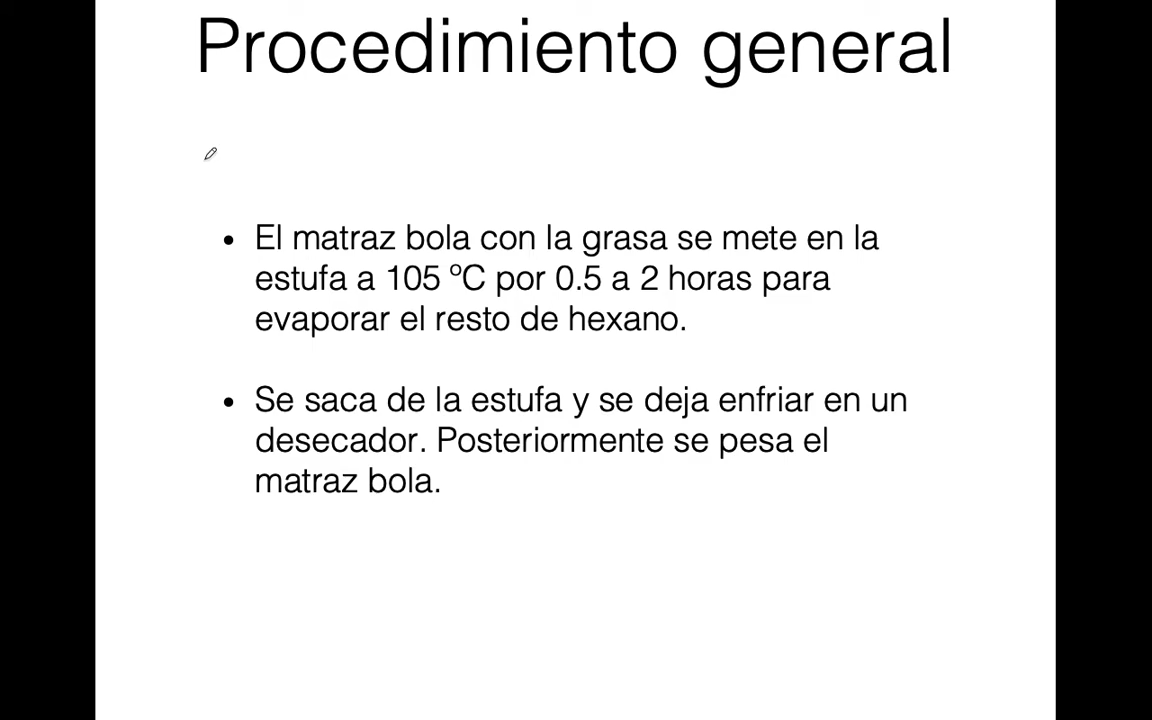 Procedimiento general
• El matraz bola con la grasa se mete en la
estufa a 105 ºC por 0.5 a 2 horas para
evaporar el resto de hexano.
• Se saca de la estufa y se deja enfriar en un
desecador. Posteriormente se pesa el
matraz bola.